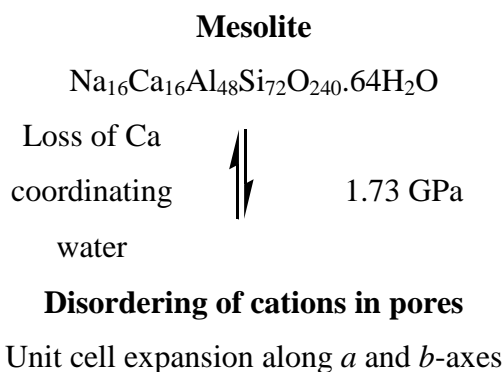 Mesolite
Na₁₆Ca₁₆Al₄₈Si₇₂O₂₄₀.64H₂O
Loss of Ca
coordinating
water
1.73 GPa
Disordering of cations in pores
Unit cell expansion along a and b-axes